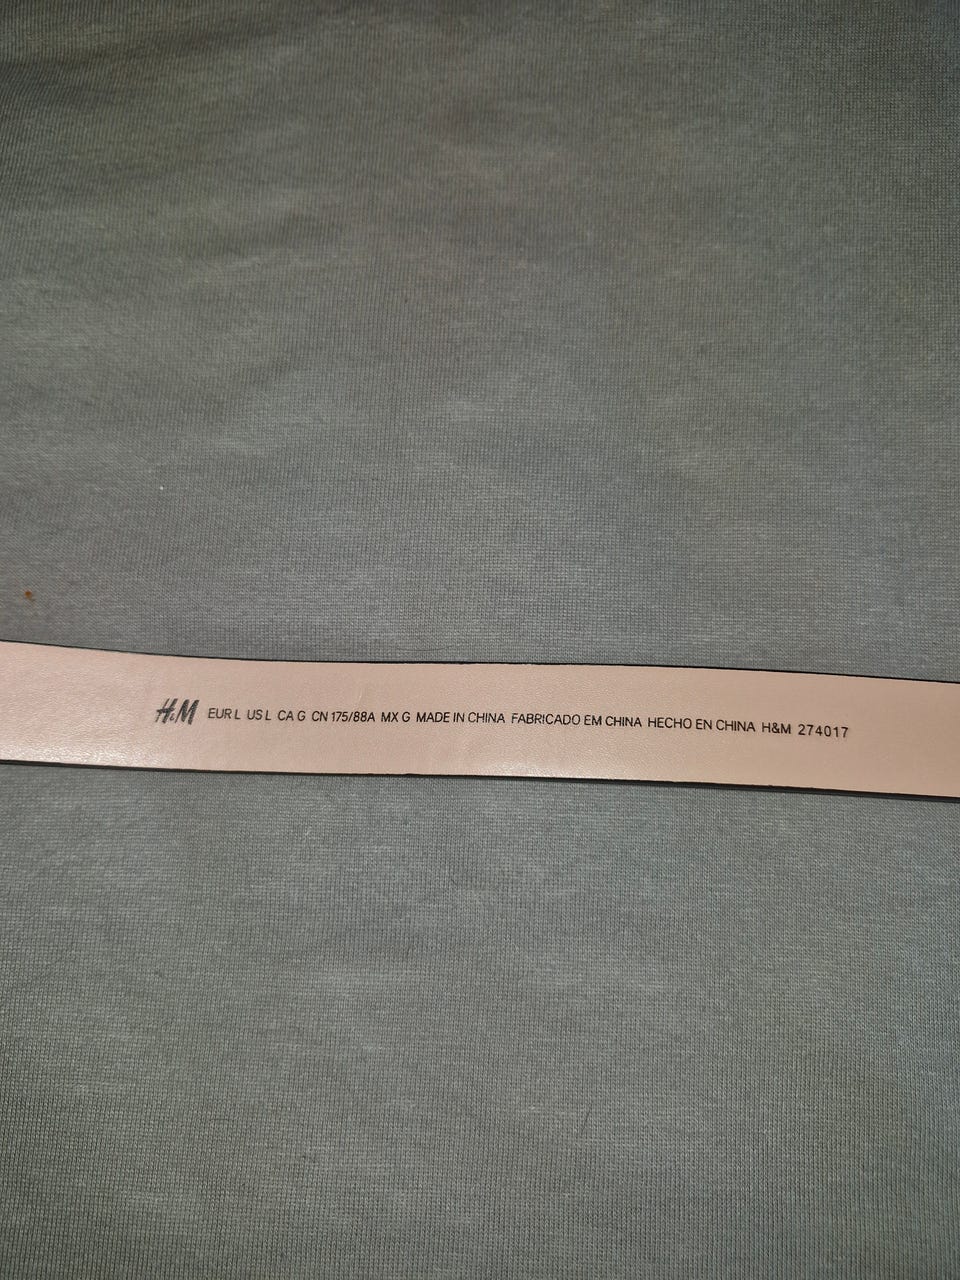 H&M EUR L US L CA G CN 175/88A MX G MADE IN CHINA FABRICADO EM CHINA HECHO EN CHINA H&M 274017